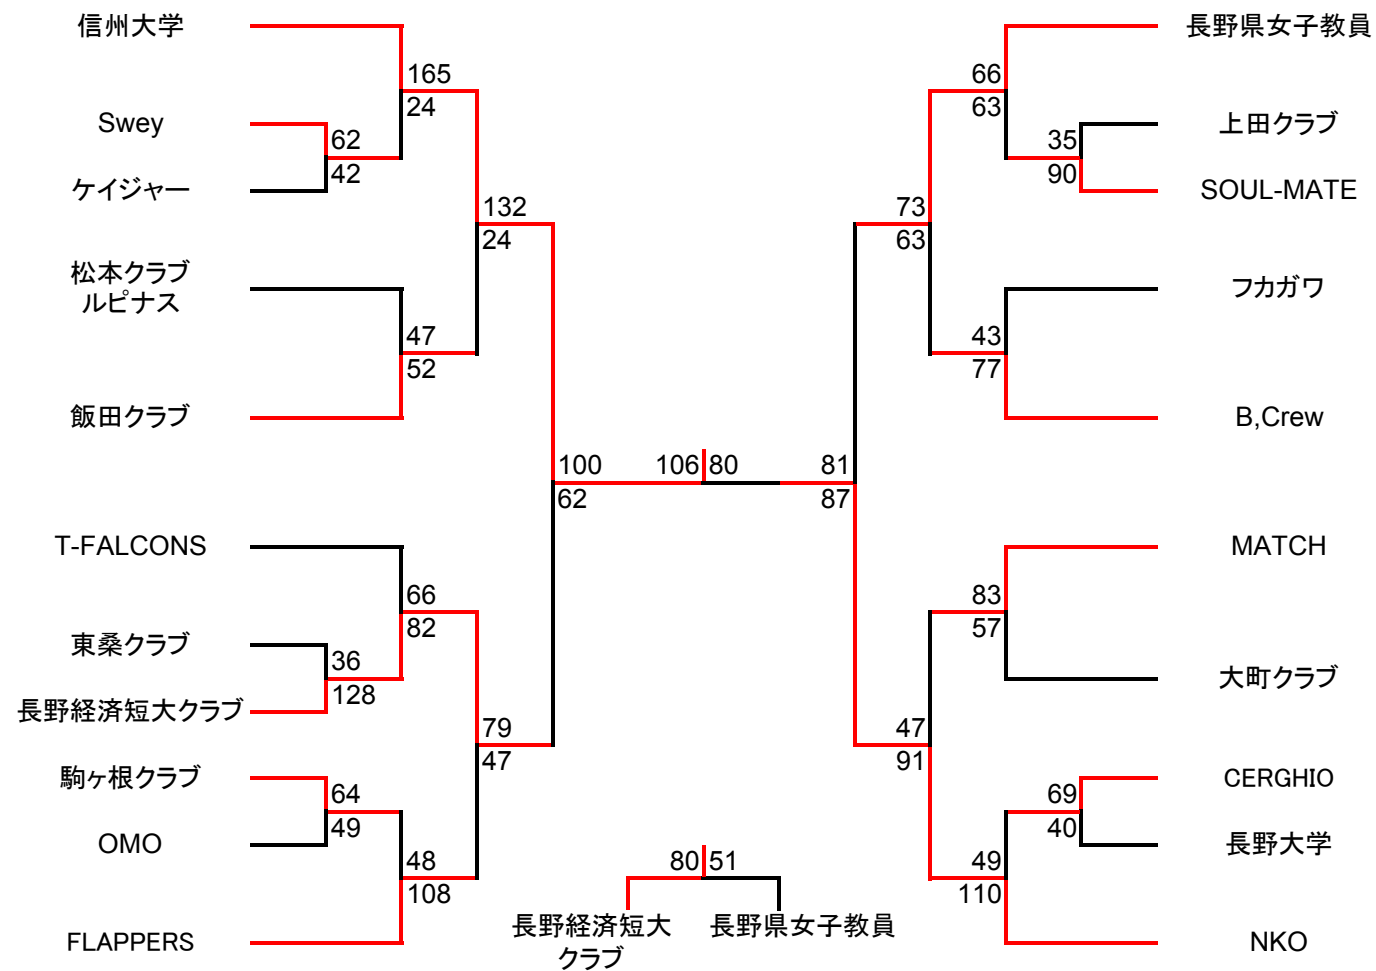 信州大学
長野県女子教員
165
24
66
63
Swey
62
42
ケイジャー
上田クラブ
35
90
SOUL-MATE
132
24
73
63
松本クラブ
ルピナス
フカガワ
47
52
43
77
飯田クラブ
B,Crew
100
62
106
80
81
87
T-FALCONS
MATCH
66
82
83
57
東桑クラブ
36
128
長野経済短大クラブ
大町クラブ
79
47
47
91
駒ヶ根クラブ
64
49
OMO
CERGHIO
69
40
長野大学
48
108
80
51
49
110
長野経済短大
クラブ
長野県女子教員
FLAPPERS
NKO